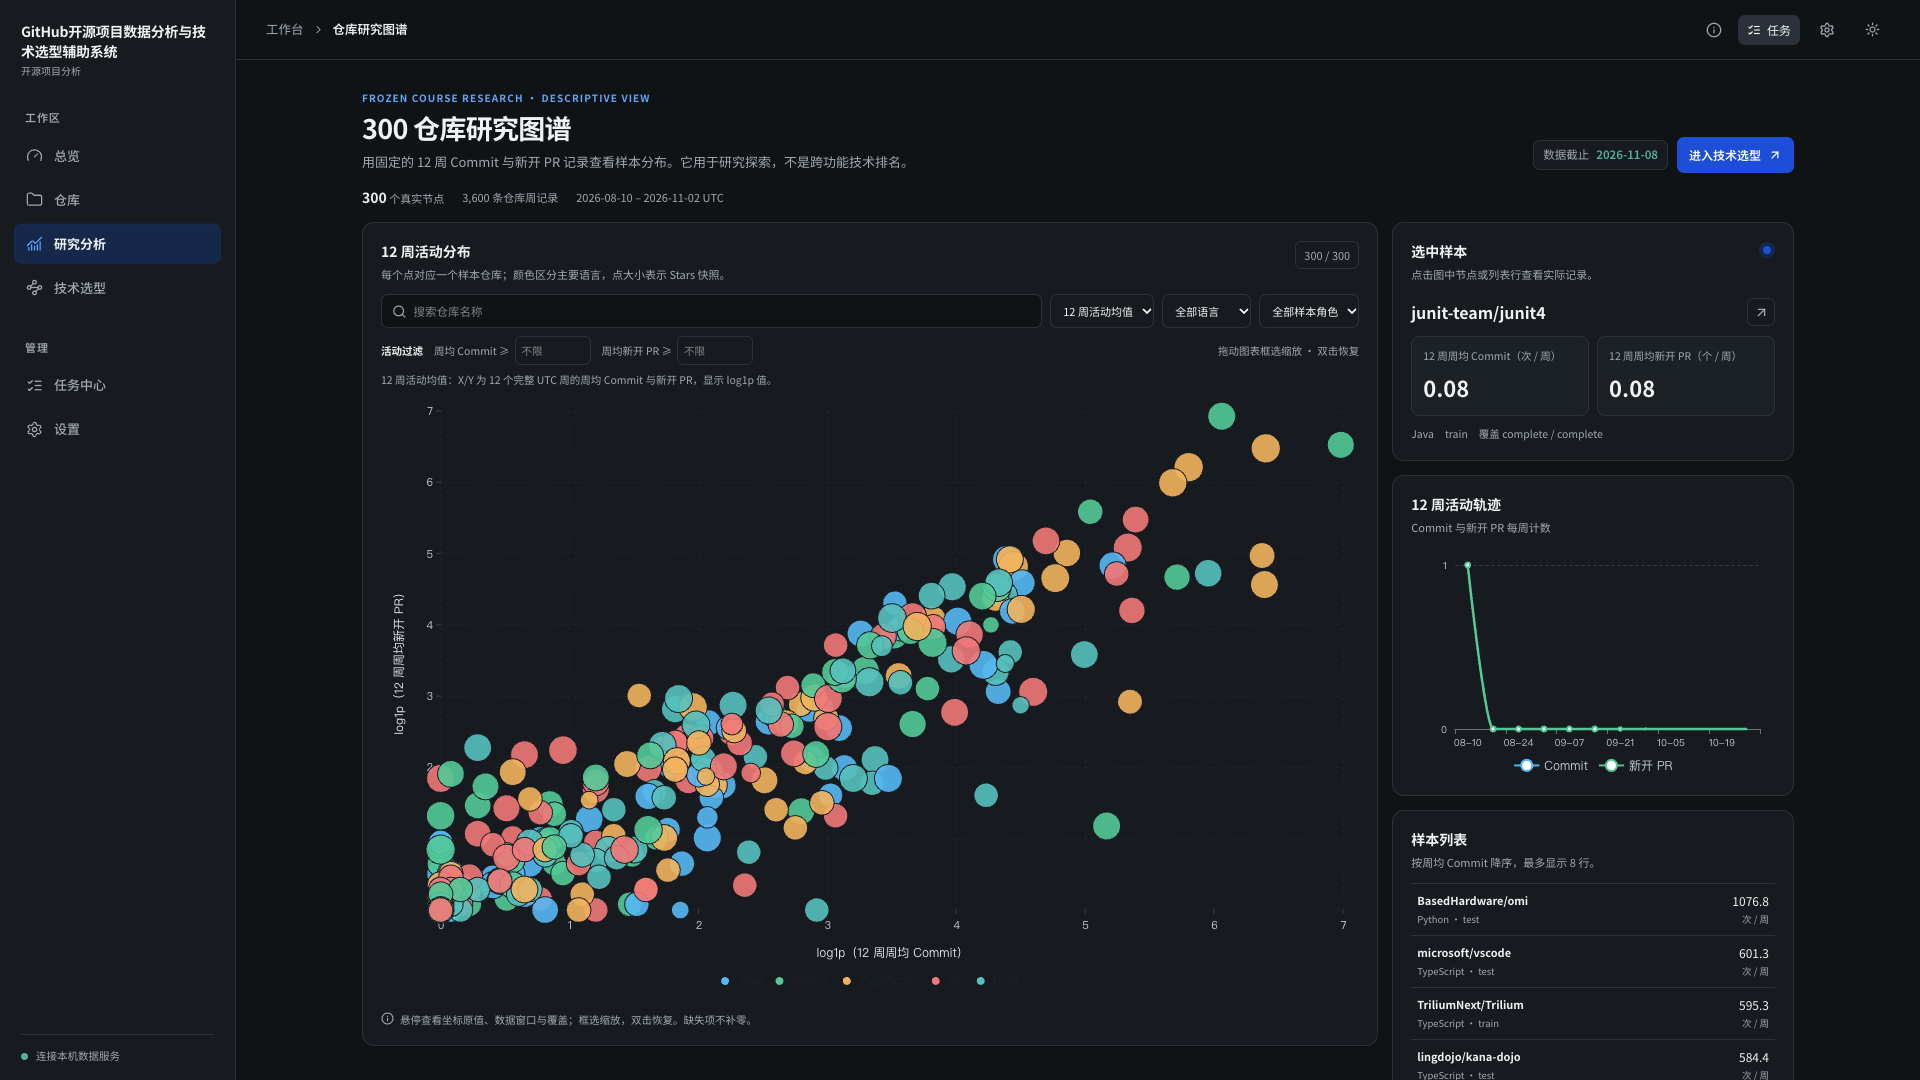 GitHub开源项目数据分析与技
术选型辅助系统
开源项目分析
工作区
总览
仓库
研究分析
技术选型
管理
任务中心
设置
连接本机数据服务
工作台
仓库研究图谱
任务
FROZEN COURSE RESEARCH · DESCRIPTIVE VIEW
300 仓库研究图谱
用固定的 12 周 Commit 与新开 PR 记录查看样本分布。它用于研究探索，不是跨功能技术排名。
数据截止 2026-11-08
进入技术选型
300 个真实节点
3,600 条仓库周记录
2026-08-10 – 2026-11-02 UTC
12 周活动分布
每个点对应一个样本仓库；颜色区分主要语言，点大小表示 Stars 快照。
300 / 300
搜索仓库名称
12 周活动均值
全部语言
全部样本角色
活动过滤
周均 Commit ≥
不限
周均新开 PR ≥
不限
拖动图表框选缩放 · 双击恢复
12 周活动均值：X/Y 为 12 个完整 UTC 周的周均 Commit 与新开 PR，显示 log1p 值。
7
6
5
4
3
2
log1p（12 周周均新开 PR）
0
1
2
3
4
5
6
7
log1p（12 周周均 Commit）
悬停查看坐标原值、数据窗口与覆盖；框选缩放，双击恢复。缺失项不补零。
选中样本
点击图中节点或列表行查看实际记录。
junit-team/junit4
12 周周均 Commit（次 / 周）
0.08
12 周周均新开 PR（个 / 周）
0.08
Java
train
覆盖 complete / complete
12 周活动轨迹
Commit 与新开 PR 每周计数
1
0
08-10
08-24
09-07
09-21
10-05
10-19
Commit
新开 PR
样本列表
按周均 Commit 降序，最多显示 8 行。
BasedHardware/omi
1076.8
Python · test
次 / 周
microsoft/vscode
601.3
TypeScript · test
次 / 周
TriliumNext/Trilium
595.3
TypeScript · train
次 / 周
lingdojo/kana-dojo
584.4
TypeScript · test
次 / 周